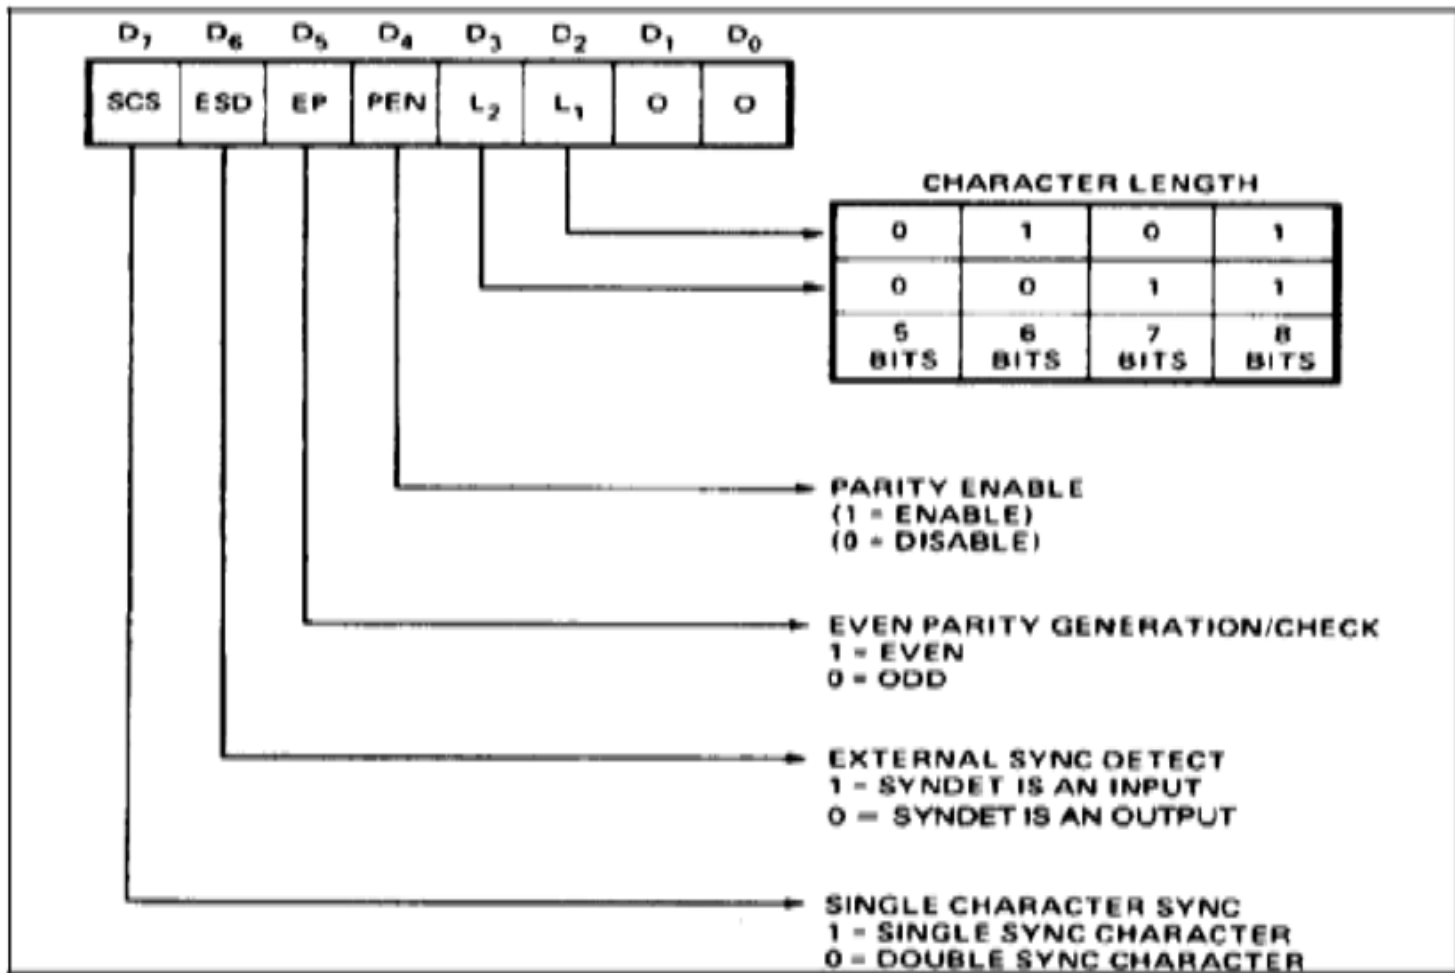 D7 D6 D5 D4 D3 D2 D1 D0
SCS ESD EP PEN L2 L1 0 0
CHARACTER LENGTH
0 1 0 1
0 0 1 1
5 BITS 6 BITS 7 BITS 8 BITS
PARITY ENABLE
(1 = ENABLE)
(0 = DISABLE)
EVEN PARITY GENERATION/CHECK
1 = EVEN
0 = ODD
EXTERNAL SYNC DETECT
1 = SYNDET IS AN INPUT
0 = SYNDET IS AN OUTPUT
SINGLE CHARACTER SYNC
1 = SINGLE SYNC CHARACTER
0 = DOUBLE SYNC CHARACTER